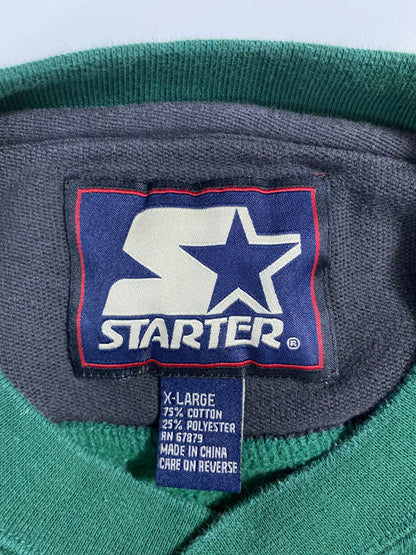 STARTER®
X-LARGE
75% COTTON
25% POLYESTER
RN 67879
MADE IN CHINA
CARE ON REVERSE